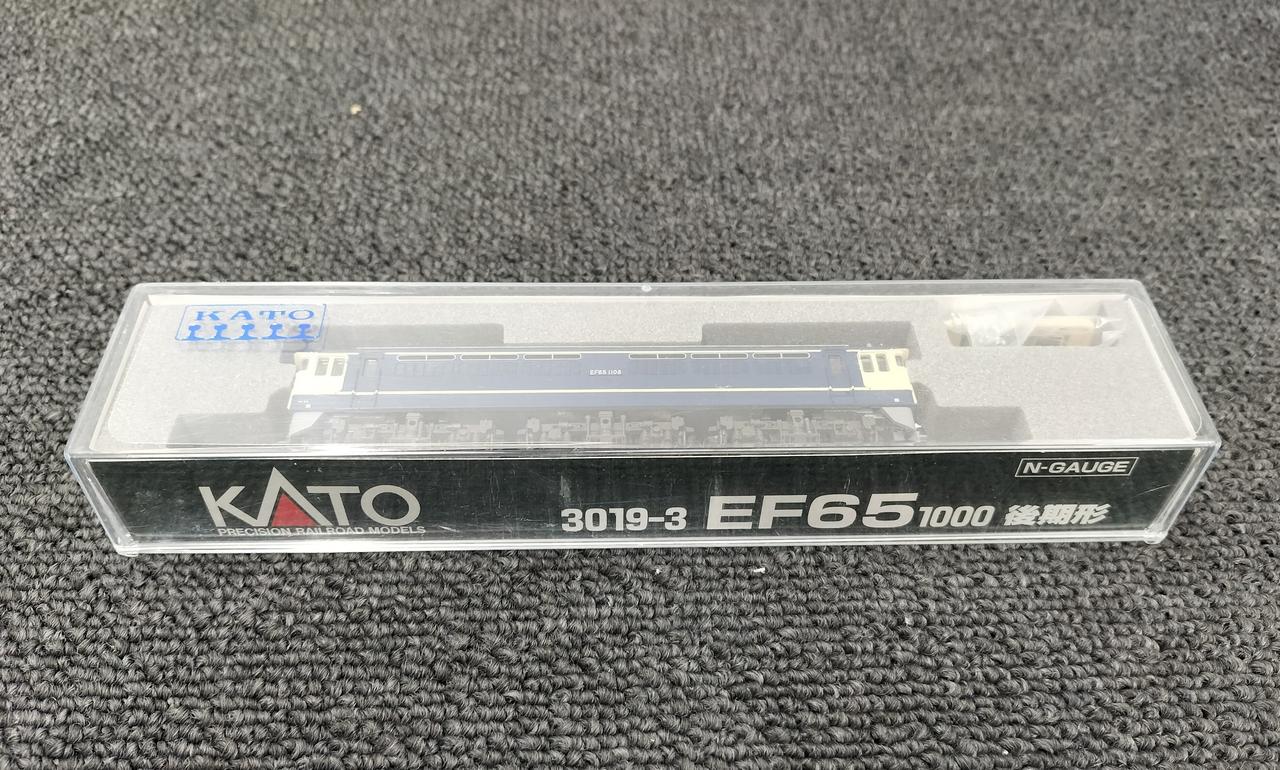 KATO
EF65 1108
N-GAUGE
KATO
PRECISION RAILROAD MODELS
3019-3 EF65 1000 後期形